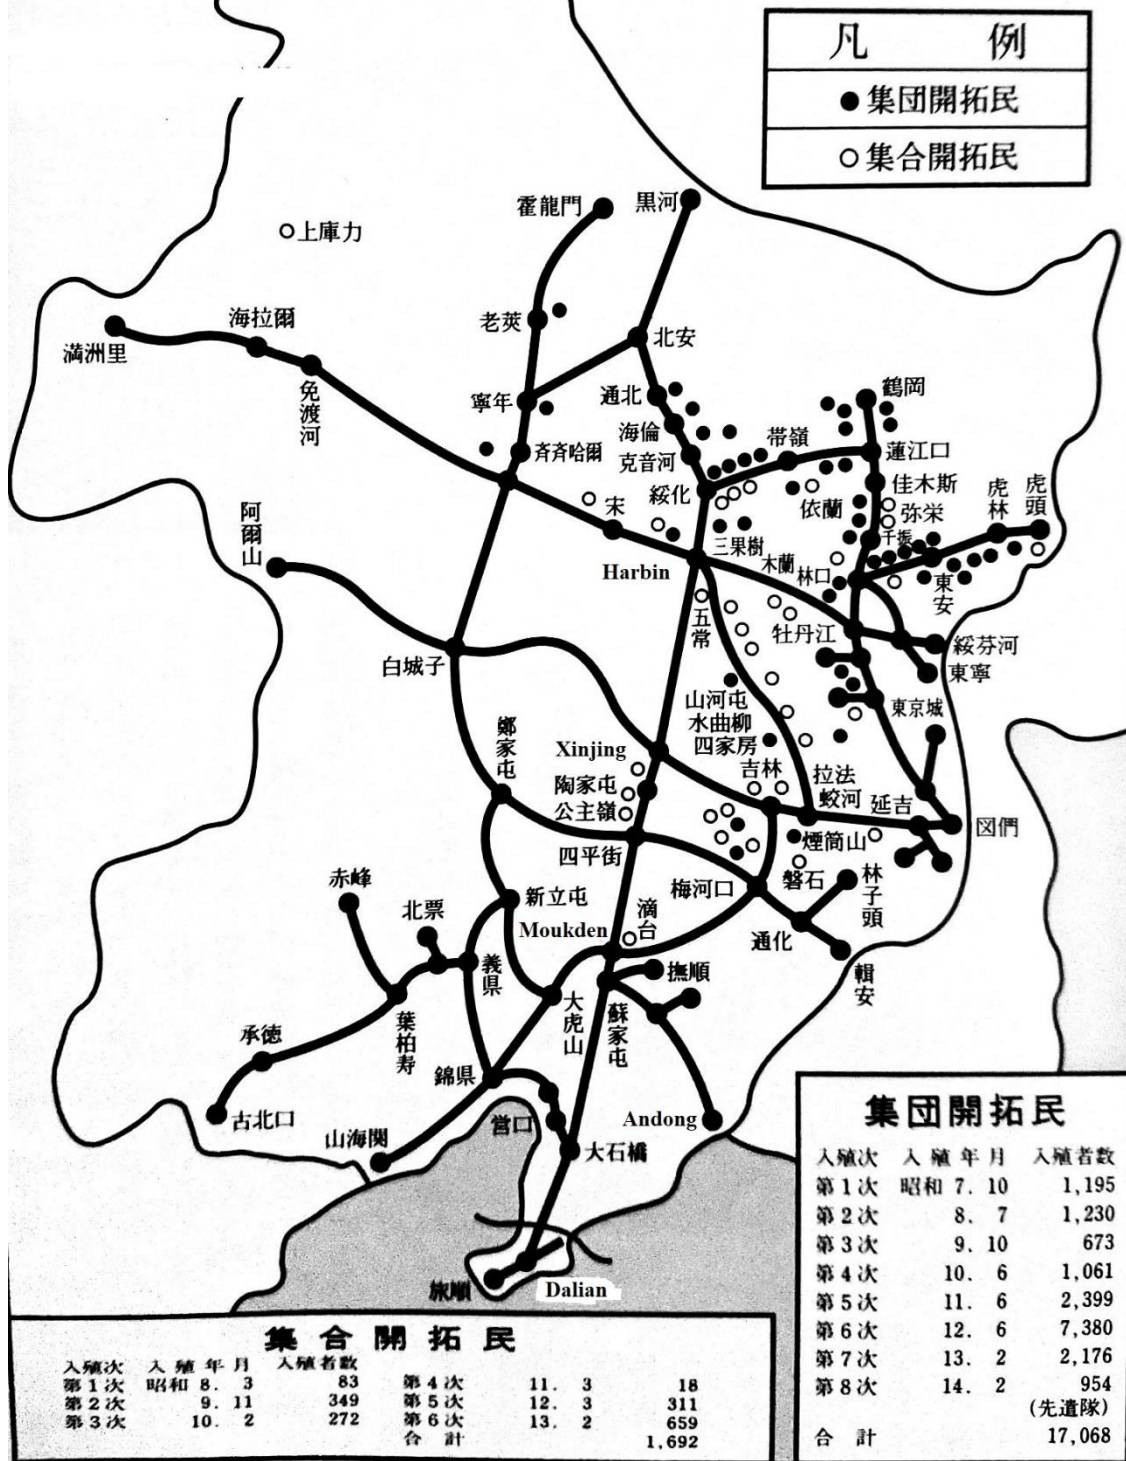 凡 例
●集団開拓民
○集合開拓民
霍龍門
黒河
上庫力
老莢
海拉爾
満洲里
免渡河
北安
寧年
通北
鶴岡
海倫
帯嶺
斉斉哈爾
克音河
蓮江口
綏化
佳木斯
虎林
虎頭
宋
依蘭
弥栄
阿爾山
三果樹
千振
Harbin
木蘭
林口
東安
五常
牡丹江
綏芬河
白城子
東寧
山河屯
水曲柳
四家房
東京城
鄭家屯
Xinjing
吉林
拉法
蛟河
陶家屯
公主嶺
延吉
図們
四平街
煙筒山
赤峰
新立屯
梅河口
磐石
林子頭
北票
Moukden
滴台
通化
義県
撫順
輯安
大虎山
蘇家屯
葉柏寿
承徳
錦県
古北口
営口
Andong
山海関
大石橋
旅順
Dalian
集団開拓民
入殖次 入殖年月 入殖者数
第1次 昭和 7. 10 1,195
第2次 8. 7 1,230
第3次 9. 10 673
第4次 10. 6 1,061
第5次 11. 6 2,399
第6次 12. 6 7,380
第7次 13. 2 2,176
第8次 14. 2 954
(先遣隊)
合計 17,068
集合開拓民
入殖次 入殖年月 入殖者数
第1次 昭和 8. 3 83 第4次 11. 3 18
第2次 9. 11 349 第5次 12. 3 311
第3次 10. 2 272 第6次 13. 2 659
合計 1,692